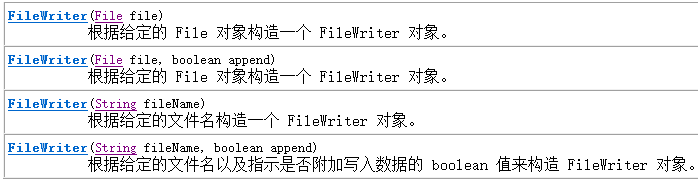 FileWriter(File file)
根据给定的 File 对象构造一个 FileWriter 对象。
FileWriter(File file, boolean append)
根据给定的 File 对象构造一个 FileWriter 对象。
FileWriter(String fileName)
根据给定的文件名构造一个 FileWriter 对象。
FileWriter(String fileName, boolean append)
根据给定的文件名以及指示是否附加写入数据的 boolean 值来构造 FileWriter 对象。